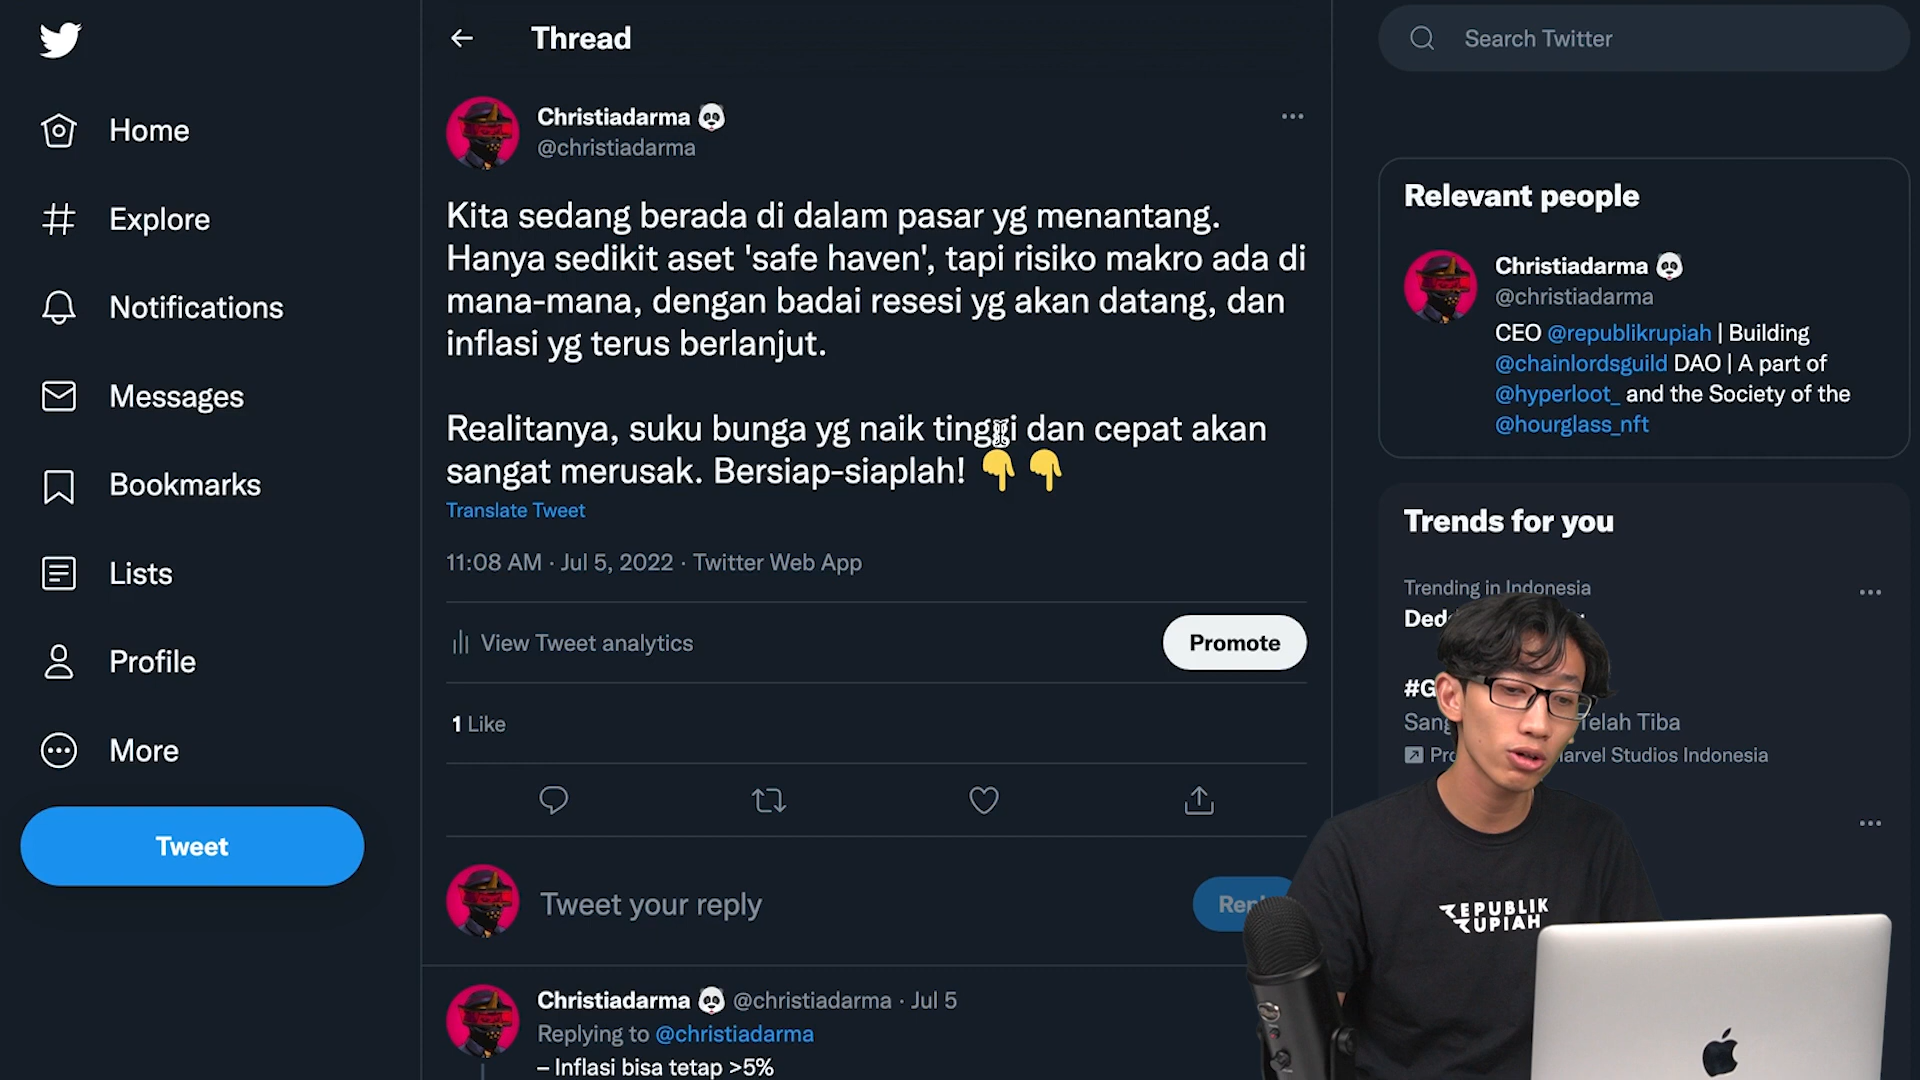 Home
Explore
Notifications
Messages
Bookmarks
Lists
Profile
More
Tweet
Thread
Christiadarma
@christiadarma
Kita sedang berada di dalam pasar yg menantang.
Hanya sedikit aset 'safe haven', tapi risiko makro ada di
mana-mana, dengan badai resesi yg akan datang, dan
inflasi yg terus berlanjut.
Realitanya, suku bunga yg naik tinggi dan cepat akan
sangat merusak. Bersiap-siaplah! 👇👇
Translate Tweet
11:08 AM · Jul 5, 2022 · Twitter Web App
View Tweet analytics
Promote
1 Like
Tweet your reply
Christiadarma @christiadarma · Jul 5
Replying to @christiadarma
– Inflasi bisa tetap >5%
Search Twitter
Relevant people
Christiadarma
@christiadarma
CEO @republikrupiah | Building
@chainlordsguild DAO | A part of
@hyperloot_ and the Society of the
@hourglass_nft
Trends for you
Trending in Indonesia
Telah Tiba
Marvel Studios Indonesia
REPUBLIK
RUPIAH